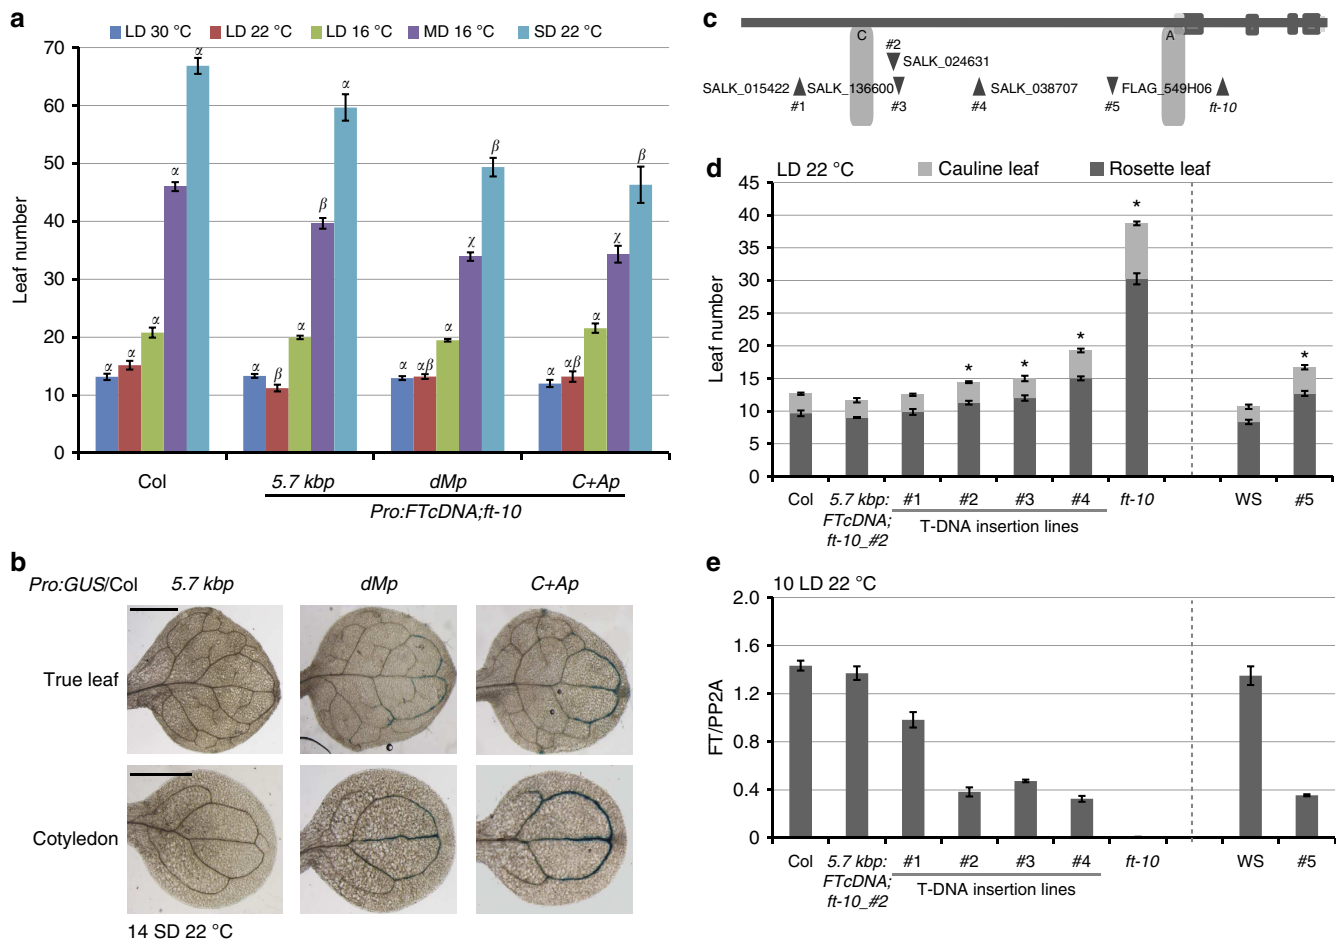 a
LD 30 °C LD 22 °C LD 16 °C MD 16 °C SD 22 °C
Leaf number
70
60
50
40
30
20
10
0
α α α α α
α β α β α
α αβ α χ β
α αβ α χ β
Col 5.7 kbp dMp C+Ap
Pro:FTcDNA;ft-10
b
Pro:GUS/Col 5.7 kbp dMp C+Ap
True leaf
Cotyledon
14 SD 22 °C
c
C A
#2
SALK_024631
SALK_015422 SALK_136600 SALK_038707 FLAG_549H06
#1 #3 #4 #5 ft-10
d
LD 22 °C Cauline leaf Rosette leaf
Leaf number
45
40
35
30
25
20
15
10
5
0
* * * * *
Col 5.7 kbp: #1 #2 #3 #4 ft-10 WS #5
FTcDNA;
ft-10_#2
T-DNA insertion lines
e
10 LD 22 °C
FT/PP2A
2.0
1.6
1.2
0.8
0.4
0
Col 5.7 kbp: #1 #2 #3 #4 ft-10 WS #5
FTcDNA;
ft-10_#2
T-DNA insertion lines